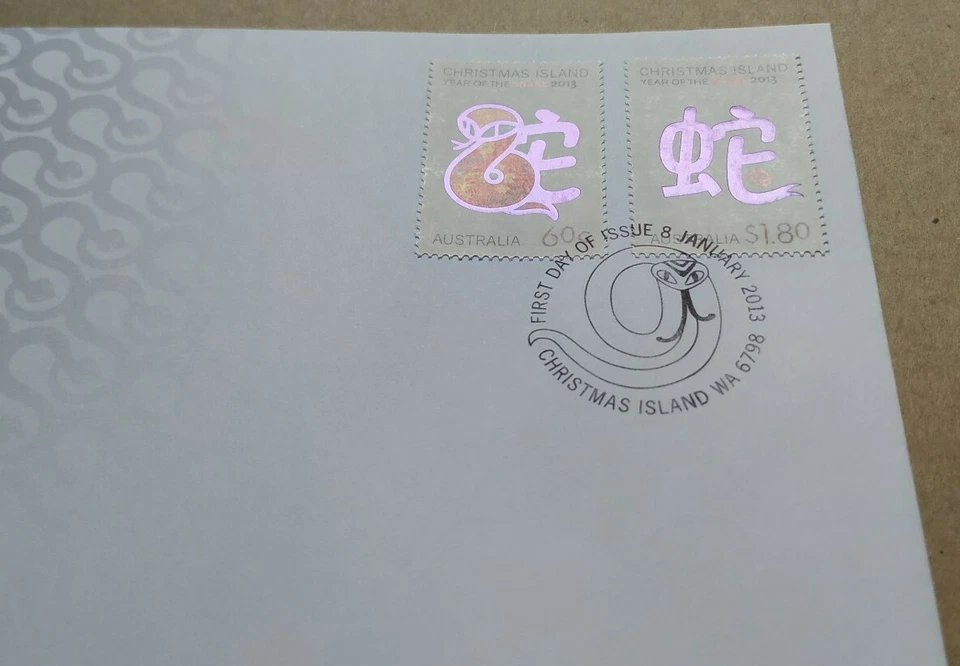 CHRISTMAS ISLAND
YEAR OF THE 2013
AUSTRALIA 60c
CHRISTMAS ISLAND
YEAR OF THE 2013
蛇
AUSTRALIA $1.80
FIRST DAY OF ISSUE 8 JANUARY 2013
CHRISTMAS ISLAND WA 6798